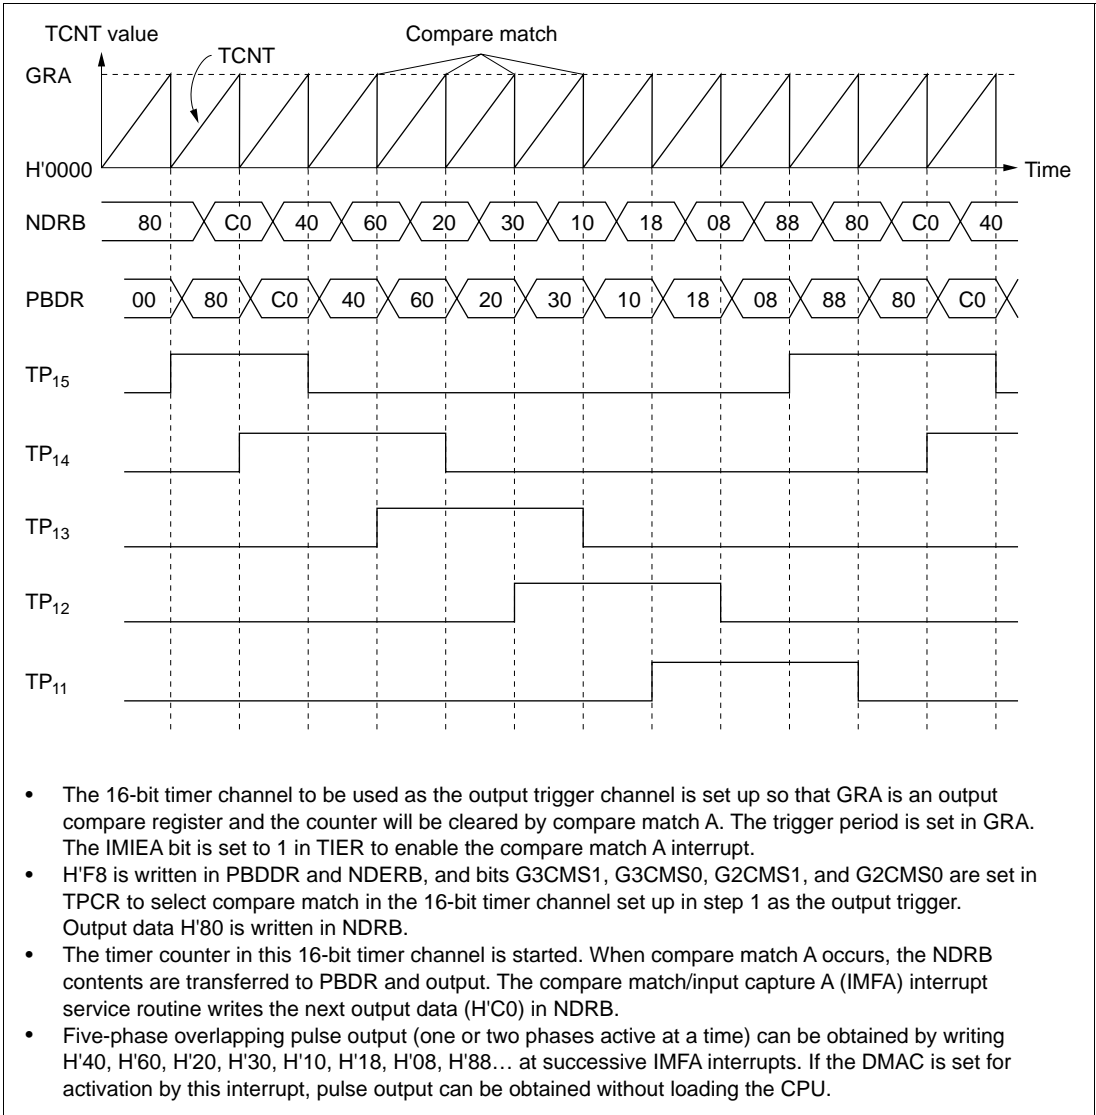 TCNT value
Compare match
TCNT
GRA
H'0000
Time
NDRB 80 C0 40 60 20 30 10 18 08 88 80 C0 40
PBDR 00 80 C0 40 60 20 30 10 18 08 88 80 C0
TP15
TP14
TP13
TP12
TP11
• The 16-bit timer channel to be used as the output trigger channel is set up so that GRA is an output
compare register and the counter will be cleared by compare match A. The trigger period is set in GRA.
The IMIEA bit is set to 1 in TIER to enable the compare match A interrupt.
• H'F8 is written in PBDDR and NDERB, and bits G3CMS1, G3CMS0, G2CMS1, and G2CMS0 are set in
TPCR to select compare match in the 16-bit timer channel set up in step 1 as the output trigger.
Output data H'80 is written in NDRB.
• The timer counter in this 16-bit timer channel is started. When compare match A occurs, the NDRB
contents are transferred to PBDR and output. The compare match/input capture A (IMFA) interrupt
service routine writes the next output data (H'C0) in NDRB.
• Five-phase overlapping pulse output (one or two phases active at a time) can be obtained by writing
H'40, H'60, H'20, H'30, H'10, H'18, H'08, H'88… at successive IMFA interrupts. If the DMAC is set for
activation by this interrupt, pulse output can be obtained without loading the CPU.